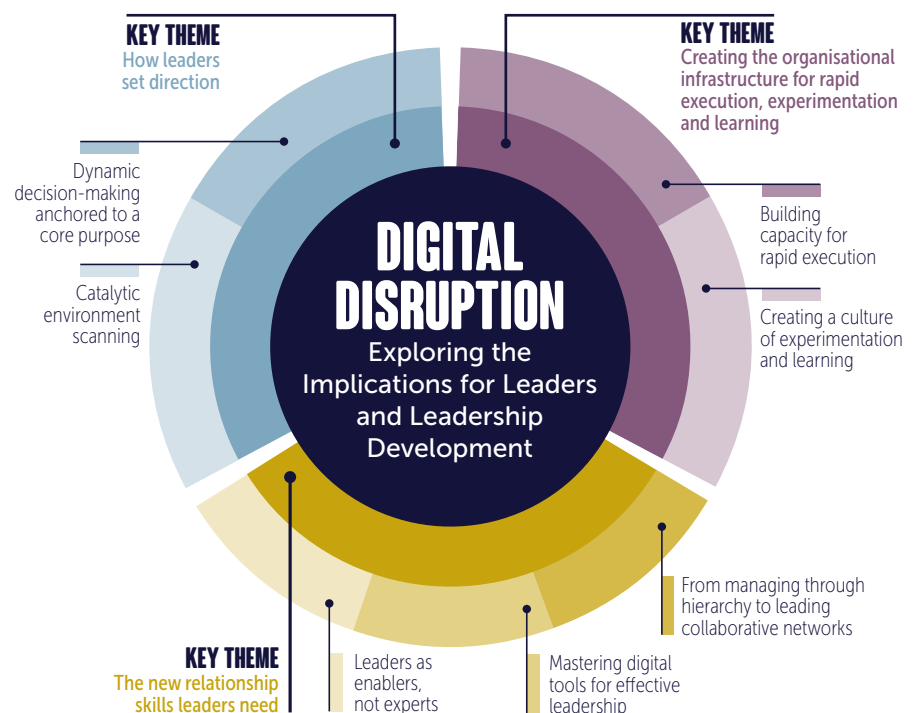 KEY THEME
How leaders
set direction
Dynamic
decision-making
anchored to a
core purpose
Catalytic
environment
scanning
KEY THEME
Creating the organisational
infrastructure for rapid
execution, experimentation
and learning
Building
capacity for
rapid execution
Creating a culture
of experimentation
and learning
DIGITAL
DISRUPTION
Exploring the
Implications for Leaders
and Leadership
Development
KEY THEME
The new relationship
skills leaders need
Leaders as
enablers,
not experts
Mastering digital
tools for effective
leadership
From managing through
hierarchy to leading
collaborative networks